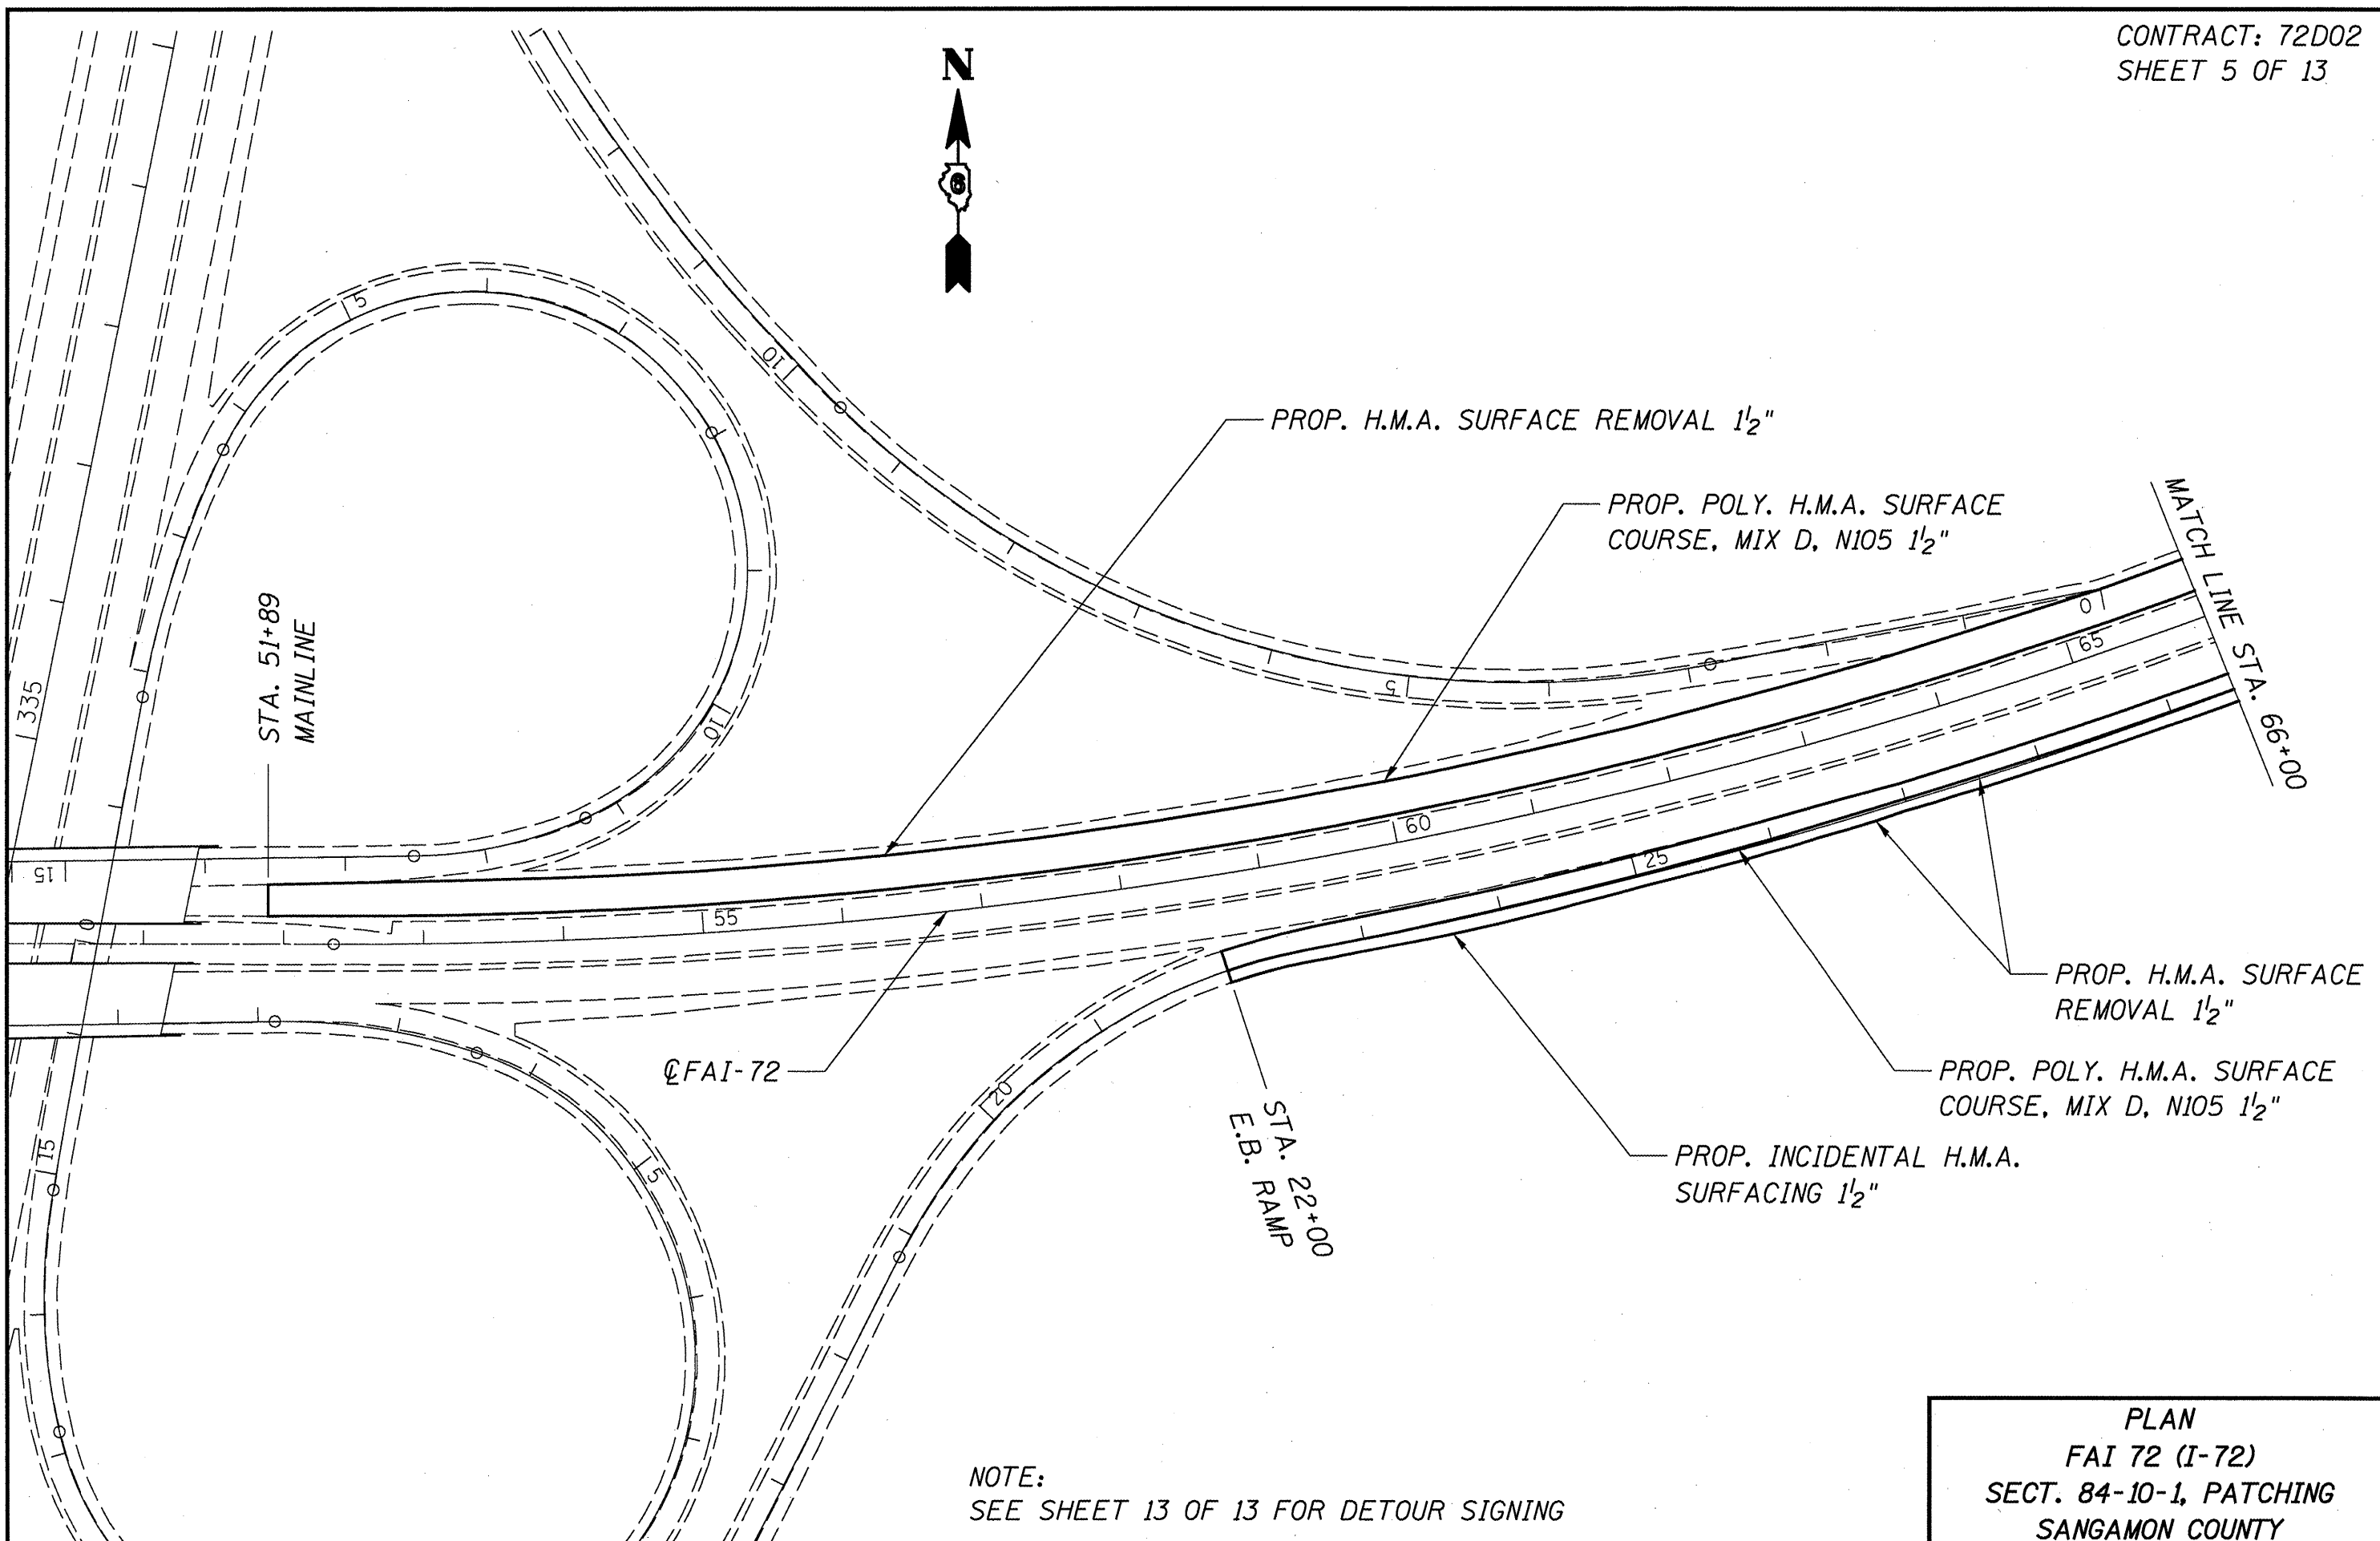 CONTRACT: 72D02
SHEET 5 OF 13
N
6
5
10
PROP. H.M.A. SURFACE REMOVAL 1½"
PROP. POLY. H.M.A. SURFACE
COURSE, MIX D, N105 1½"
MATCH LINE STA. 66+00
0
65
5
335
STA. 51+89
MAINLINE
10
60
15
25
55
PROP. H.M.A. SURFACE
REMOVAL 1½"
℄ FAI-72
PROP. POLY. H.M.A. SURFACE
COURSE, MIX D, N105 1½"
20
STA. 22+00
E.B. RAMP
15
5
PROP. INCIDENTAL H.M.A.
SURFACING 1½"
NOTE:
SEE SHEET 13 OF 13 FOR DETOUR SIGNING
PLAN
FAI 72 (I-72)
SECT. 84-10-1, PATCHING
SANGAMON COUNTY